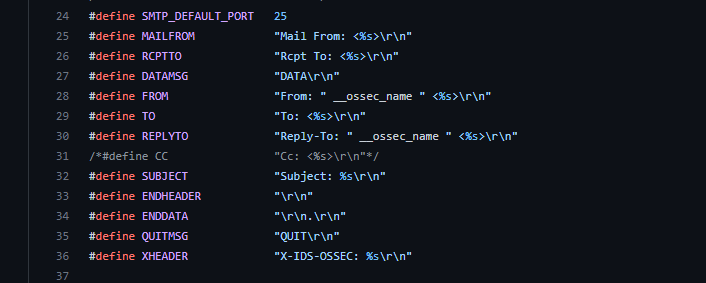 24 #define SMTP_DEFAULT_PORT 25
25 #define MAILFROM "Mail From: <%s>\r\n"
26 #define RCPTTO "Rcpt To: <%s>\r\n"
27 #define DATAMSG "DATA\r\n"
28 #define FROM "From: " __ossec_name " <%s>\r\n"
29 #define TO "To: <%s>\r\n"
30 #define REPLYTO "Reply-To: " __ossec_name " <%s>\r\n"
31 /*#define CC "Cc: <%s>\r\n"*/
32 #define SUBJECT "Subject: %s\r\n"
33 #define ENDHEADER "\r\n"
34 #define ENDDATA "\r\n.\r\n"
35 #define QUITMSG "QUIT\r\n"
36 #define XHEADER "X-IDS-OSSEC: %s\r\n"
37